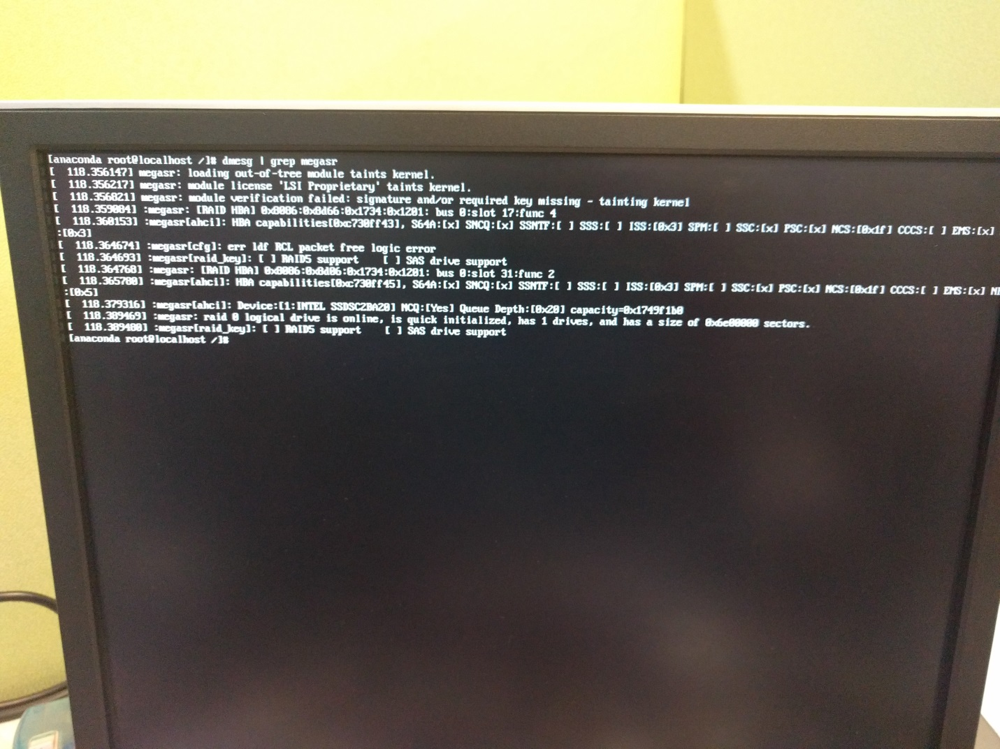 [anaconda root@localhost /]# dmesg | grep megasr
[  118.356147] megasr: loading out-of-tree module taints kernel.
[  118.356217] megasr: module license 'LSI Proprietary' taints kernel.
[  118.356821] megasr: module verification failed: signature and/or required key missing - tainting kernel
[  118.359084] :megasr: [RAID HBA] 0x8086:0x8d66:0x1734:0x1201: bus 0:slot 17:func 4
[  118.360153] :megasr[ahci]: HBA capabilities[0xc730ff43], S64A:[x] SNCQ:[x] SSNTF:[ ] SSS:[ ] ISS:[0x3] SPM:[ ] SSC:[x] PSC:[x] NCS:[0x1f] CCCS:[ ] EMS:[x]
:[0x3]
[  118.364674] :megasr[cfg]: err ldf RCL packet free logic error
[  118.364693] :megasr[raid_key]: [ ] RAID5 support    [ ] SAS drive support
[  118.364768] :megasr: [RAID HBA] 0x8086:0x8d06:0x1734:0x1201: bus 0:slot 31:func 2
[  118.365780] :megasr[ahci]: HBA capabilities[0xc730ff45], S64A:[x] SNCQ:[x] SSNTF:[ ] SSS:[ ] ISS:[0x3] SPM:[ ] SSC:[x] PSC:[x] NCS:[0x1f] CCCS:[ ] EMS:[x]
:[0x5]
[  118.379316] :megasr[ahci]: Device:[1:INTEL SSDSC2BA20] NCQ:[Yes] Queue Depth:[0x20] capacity=0x1749f1b0
[  118.389469] :megasr: raid 0 logical drive is online, is quick initialized, has 1 drives, and has a size of 0x6e00000 sectors.
[  118.389480] :megasr[raid_key]: [ ] RAID5 support    [ ] SAS drive support
[anaconda root@localhost /]#